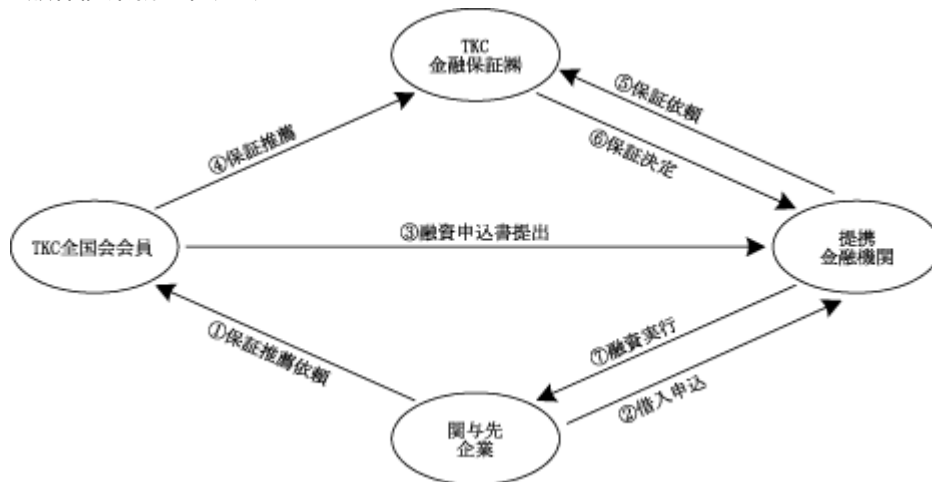 TKC
金融保証㈱
⑤保証依頼
④保証推薦
⑥保証決定
TKC全国会会員
③融資申込書提出
提携
金融機関
①保証推薦依頼
⑦融資実行
②借入申込
関与先
企業